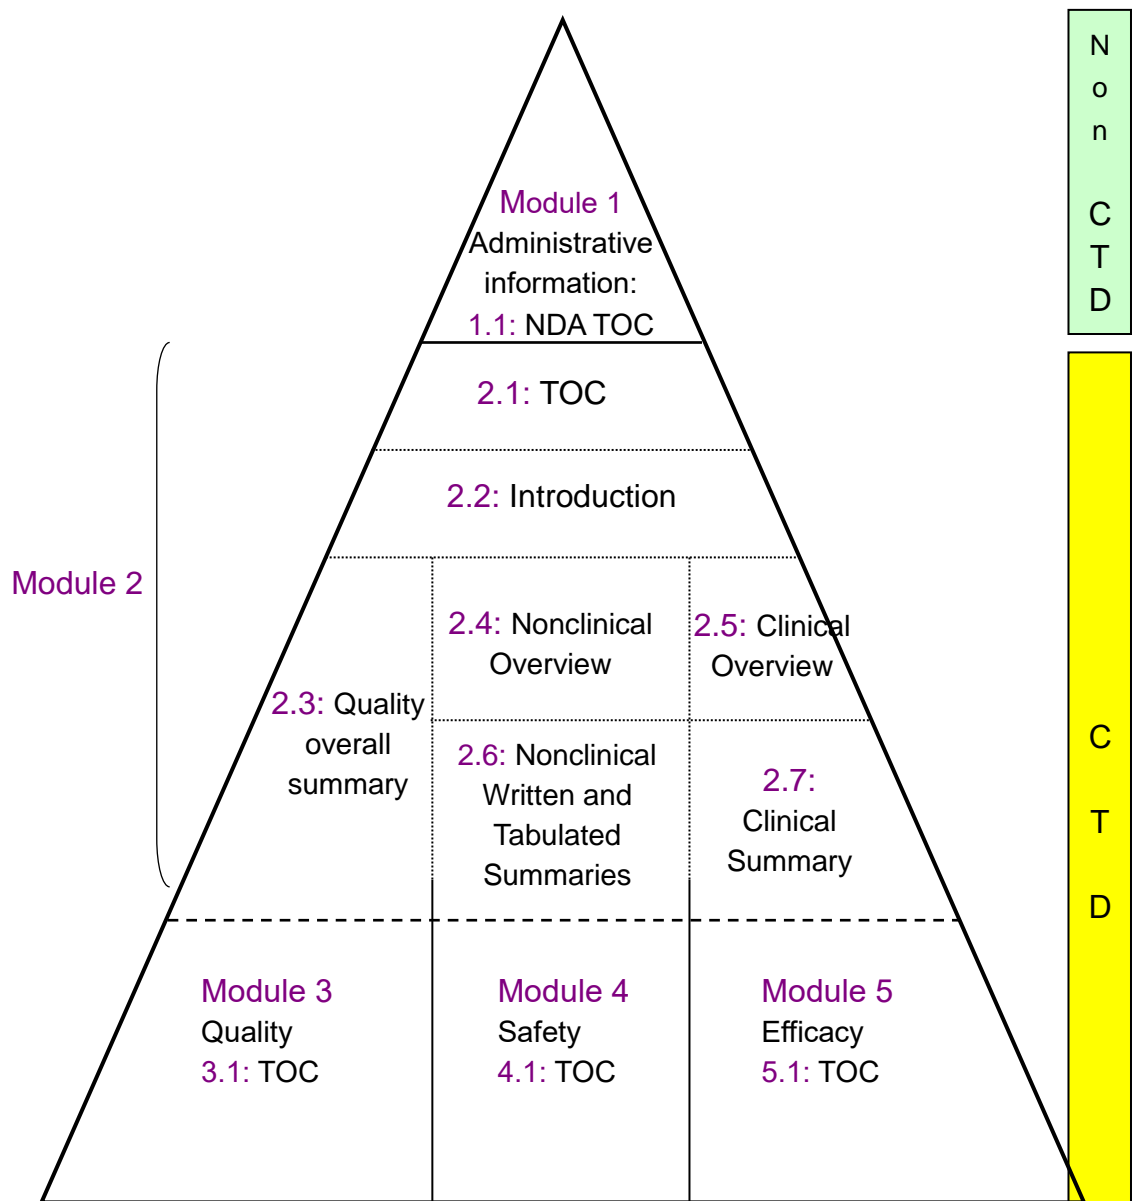 Module 1
Administrative
information:
1.1: NDA TOC
2.1: TOC
2.2: Introduction
Module 2
2.3: Quality
overall
summary
2.4: Nonclinical
Overview
2.5: Clinical
Overview
2.6: Nonclinical
Written and
Tabulated
Summaries
2.7:
Clinical
Summary
Module 3
Quality
3.1: TOC
Module 4
Safety
4.1: TOC
Module 5
Efficacy
5.1: TOC
Non CTD
CTD